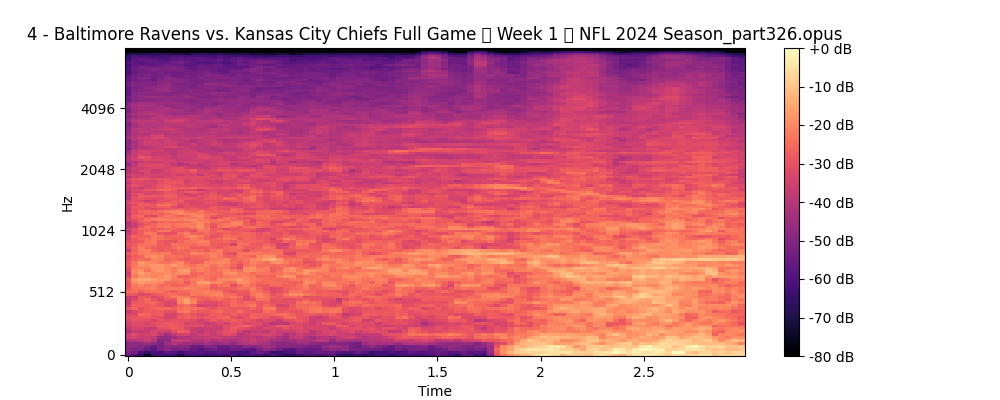 4 - Baltimore Ravens vs. Kansas City Chiefs Full Game ▯ Week 1 ▯ NFL 2024 Season_part326.opus
+0 dB
-10 dB
-20 dB
-30 dB
-40 dB
-50 dB
-60 dB
-70 dB
-80 dB
4096
2048
1024
512
0
Hz
0
0.5
1
1.5
2
2.5
Time